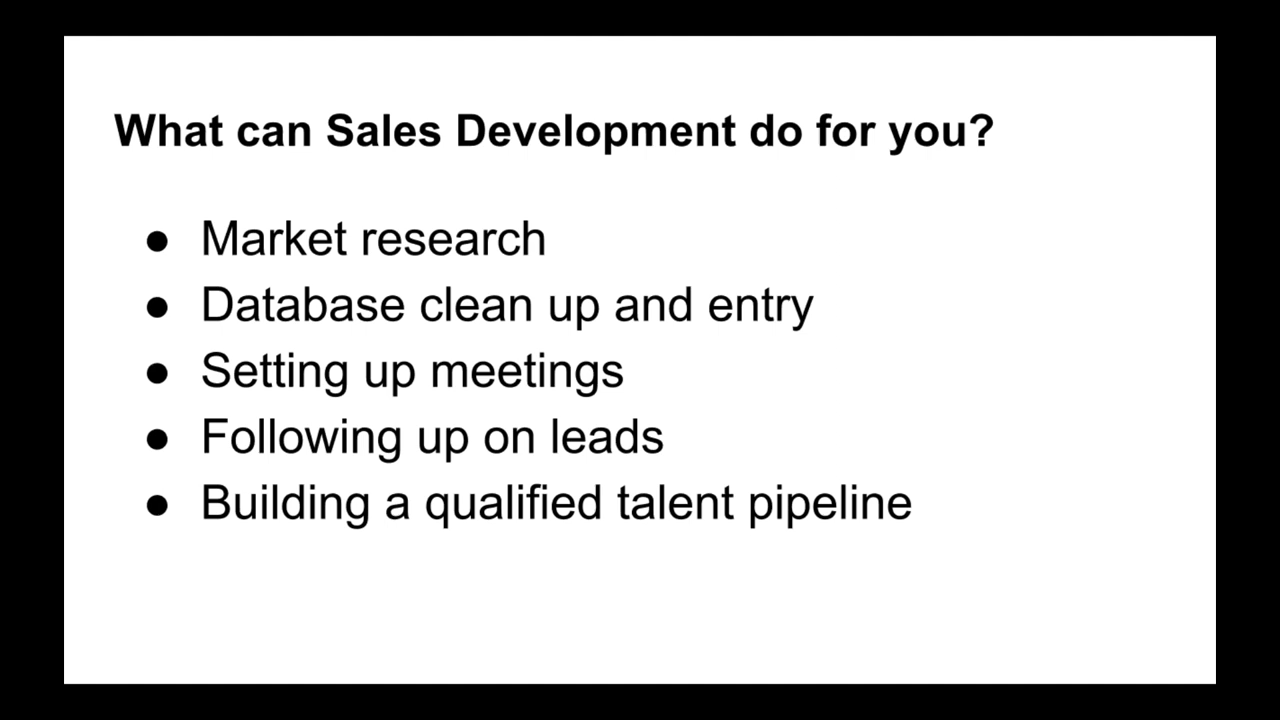 What can Sales Development do for you?
● Market research
● Database clean up and entry
● Setting up meetings
● Following up on leads
● Building a qualified talent pipeline